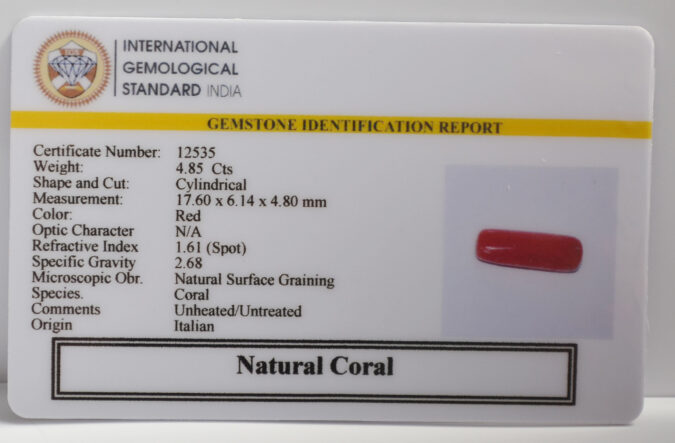 INTERNATIONAL
GEMOLOGICAL
STANDARD INDIA
GEMSTONE IDENTIFICATION REPORT
Certificate Number: 12535
Weight: 4.85 Cts
Shape and Cut: Cylindrical
Measurement: 17.60 x 6.14 x 4.80 mm
Color: Red
Optic Character N/A
Refractive Index 1.61 (Spot)
Specific Gravity 2.68
Microscopic Obr. Natural Surface Graining
Species. Coral
Comments Unheated/Untreated
Origin Italian
Natural Coral